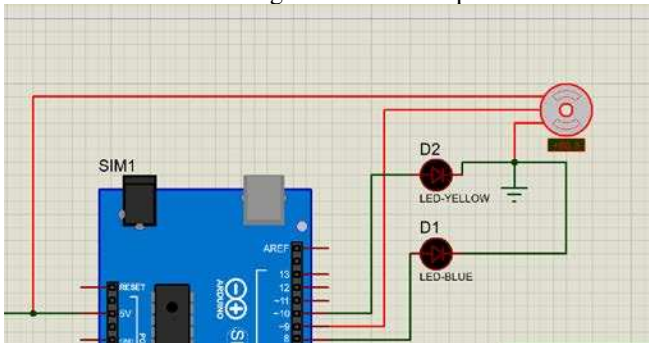 SIM1
D2
LED-YELLOW
D1
LED-BLUE
AREF
13
12
~11
~10
~9
8
RESET
5V
ARDUINO